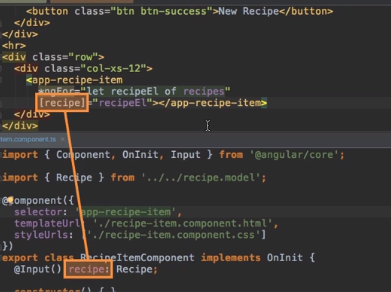 <button class="btn btn-success">New Recipe</button>
</div>
</div>
<hr>
<div class="row">
<div class="col-xs-12">
<app-recipe-item
*ngFor="let recipeEl of recipes"
[recipe]="recipeEl"></app-recipe-item>
</div>
</div>
item.component.ts ×
import { Component, OnInit, Input } from '@angular/core';
import { Recipe } from '../../recipe.model';
@Component({
selector: 'app-recipe-item',
templateUrl: './recipe-item.component.html',
styleUrls: ['./recipe-item.component.css']
})
export class RecipeItemComponent implements OnInit {
@Input() recipe: Recipe;
constructor() { }